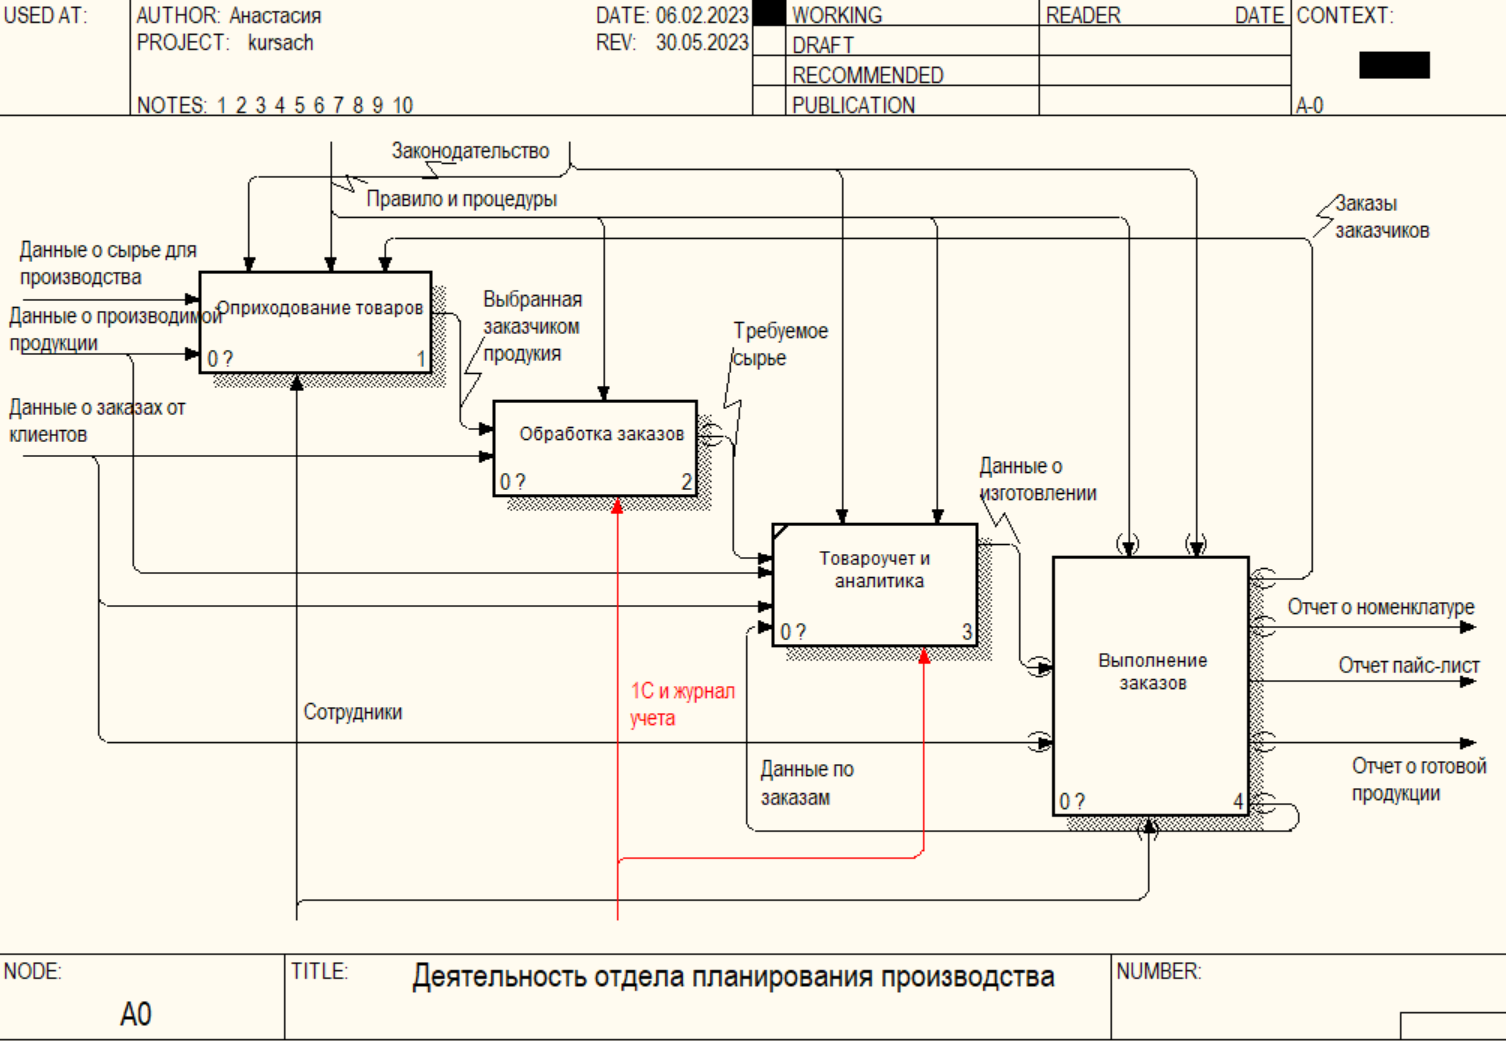 USED AT:
AUTHOR: Анастасия
DATE: 06.02.2023
PROJECT: kursach
REV: 30.05.2023
NOTES: 1 2 3 4 5 6 7 8 9 10
WORKING
DRAFT
RECOMMENDED
PUBLICATION
READER
DATE
CONTEXT:
A-0
Законодательство
Правило и процедуры
Заказы
заказчиков
Данные о сырье для
производства
Данные о производимой
продукции
Оприходование товаров
0 ?
1
Выбранная
заказчиком
продукия
Требуемое
сырье
Данные о заказах от
клиентов
Обработка заказов
0 ?
2
Данные о
изготовлении
Товароучет и
аналитика
0 ?
3
Отчет о номенклатуре
Выполнение
заказов
0 ?
4
Отчет пайс-лист
1С и журнал
учета
Сотрудники
Данные по
заказам
Отчет о готовой
продукции
NODE:
A0
TITLE:
Деятельность отдела планирования производства
NUMBER: